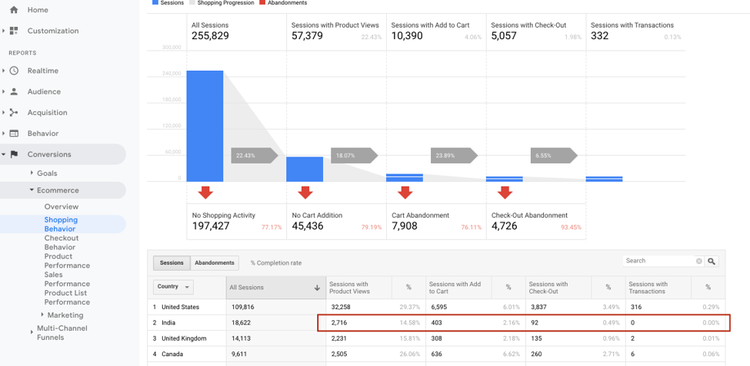 Sessions Shopping Progression Abandonments
Home
Customization
REPORTS
Realtime
Audience
Acquisition
Behavior
Conversions
Goals
Ecommerce
Overview
Shopping
Behavior
Checkout
Behavior
Product
Performance
Sales
Performance
Product List
Performance
Marketing
Multi-Channel
Funnels
All Sessions
255,829
Sessions with Product Views
57,379 22.43%
Sessions with Add to Cart
10,390 4.06%
Sessions with Check-Out
5,057 1.98%
Sessions with Transactions
332 0.13%
300,000
240,000
180,000
120,000
60,000
0
22.43% 18.07% 23.89% 6.55%
No Shopping Activity
197,427 77.17%
No Cart Addition
45,436 79.19%
Cart Abandonment
7,908 76.11%
Check-Out Abandonment
4,726 93.45%
Sessions Abandonments % Completion rate
Search
Country All Sessions Sessions with Product Views % Sessions with Add to Cart % Sessions with Check-Out % Sessions with Transactions %
1 United States 109,816 32,258 29.37% 6,595 6.01% 3,837 3.49% 316 0.29%
2 India 18,622 2,716 14.58% 403 2.16% 92 0.49% 0 0.00%
3 United Kingdom 14,113 2,231 15.81% 308 2.18% 135 0.96% 2 0.01%
4 Canada 9,611 2,505 26.06% 636 6.62% 260 2.71% 6 0.06%